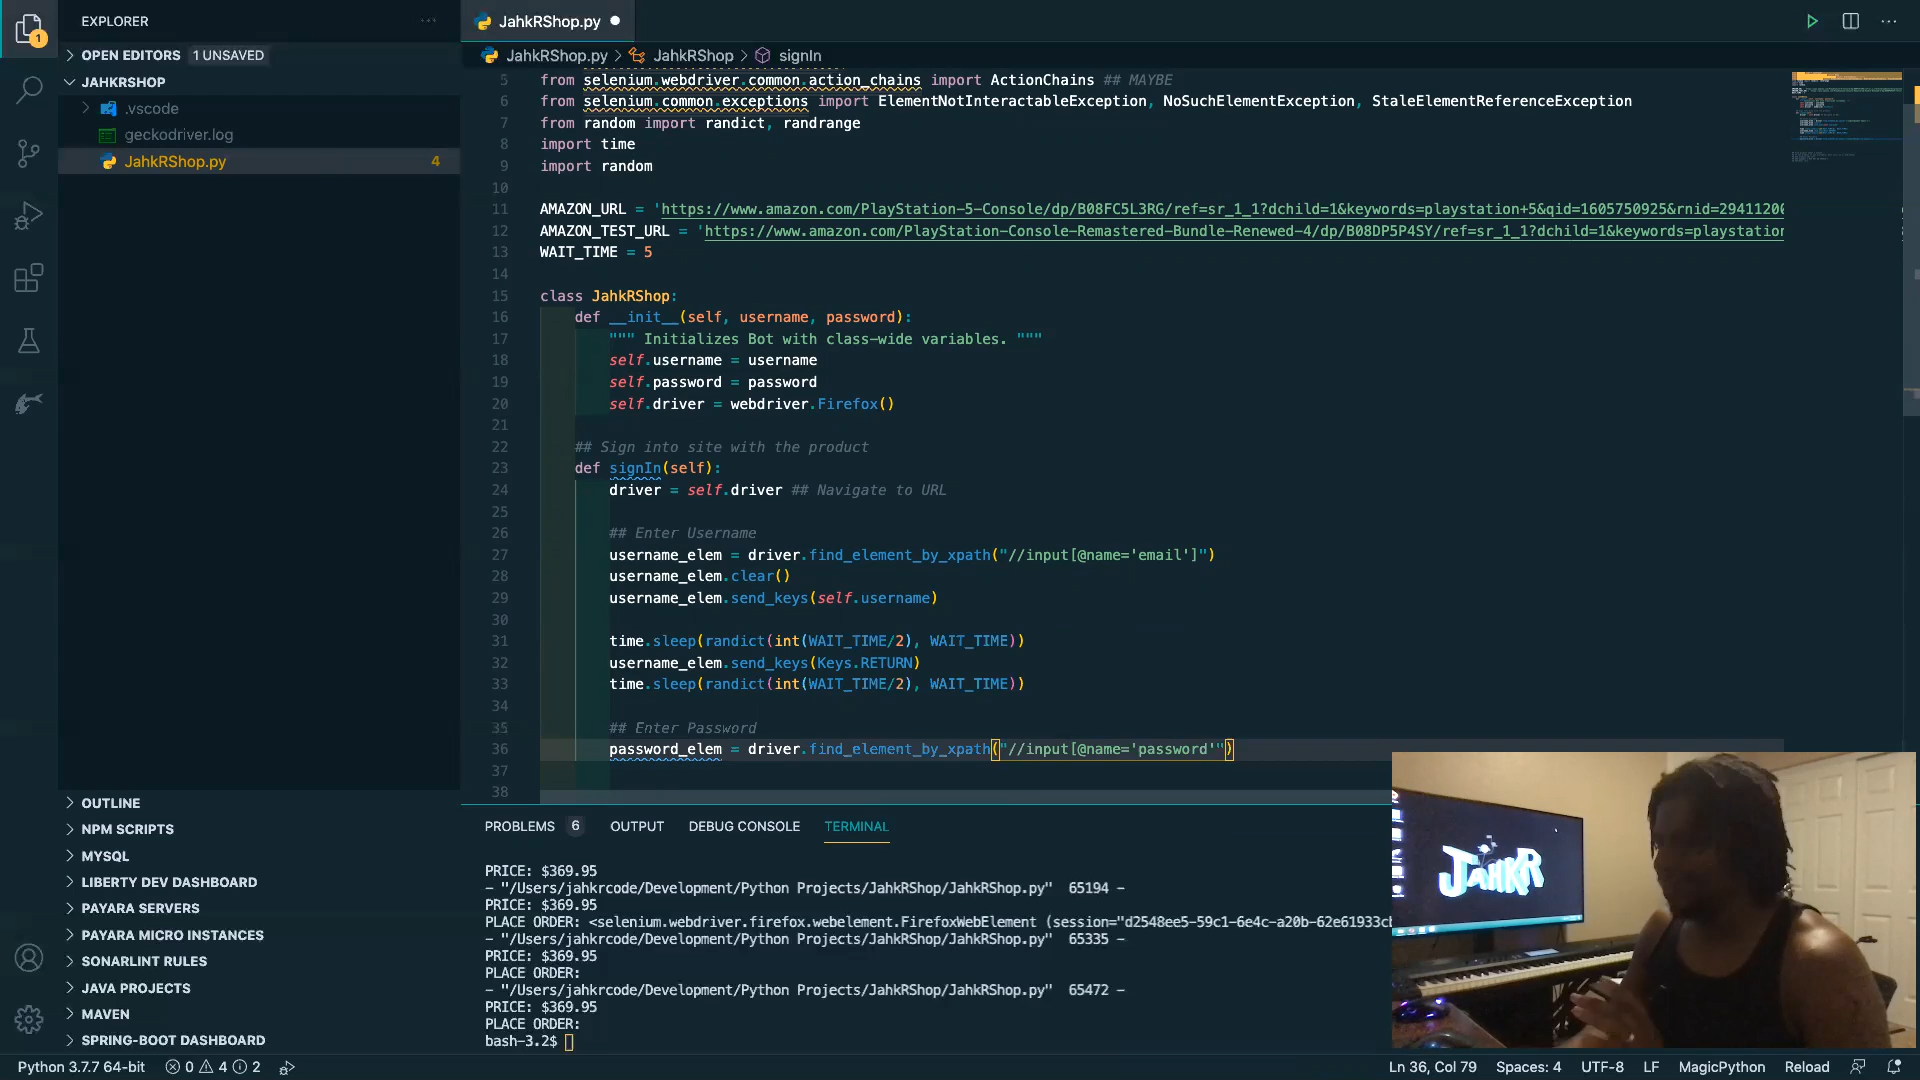 EXPLORER
OPEN EDITORS 1 UNSAVED
JAHKRSHOP
.vscode
geckodriver.log
JahkRShop.py 4
1
OUTLINE
NPM SCRIPTS
MYSQL
LIBERTY DEV DASHBOARD
PAYARA SERVERS
PAYARA MICRO INSTANCES
SONARLINT RULES
JAVA PROJECTS
MAVEN
SPRING-BOOT DASHBOARD
JahkRShop.py
JahkRShop.py > JahkRShop > signIn
5 from selenium.webdriver.common.action_chains import ActionChains ## MAYBE
6 from selenium.common.exceptions import ElementNotInteractableException, NoSuchElementException, StaleElementReferenceException
7 from random import randict, randrange
8 import time
9 import random
10
11 AMAZON_URL = 'https://www.amazon.com/PlayStation-5-Console/dp/B08FC5L3RG/ref=sr_1_1?dchild=1&keywords=playstation+5&qid=1605750925&rnid=29411200
12 AMAZON_TEST_URL = 'https://www.amazon.com/PlayStation-Console-Remastered-Bundle-Renewed-4/dp/B08DP5P4SY/ref=sr_1_1?dchild=1&keywords=playstation
13 WAIT_TIME = 5
14
15 class JahkRShop:
16 def __init__(self, username, password):
17 """ Initializes Bot with class-wide variables. """
18 self.username = username
19 self.password = password
20 self.driver = webdriver.Firefox()
21
22 ## Sign into site with the product
23 def signIn(self):
24 driver = self.driver ## Navigate to URL
25
26 ## Enter Username
27 username_elem = driver.find_element_by_xpath("//input[@name='email']")
28 username_elem.clear()
29 username_elem.send_keys(self.username)
30
31 time.sleep(randict(int(WAIT_TIME/2), WAIT_TIME))
32 username_elem.send_keys(Keys.RETURN)
33 time.sleep(randict(int(WAIT_TIME/2), WAIT_TIME))
34
35 ## Enter Password
36 password_elem = driver.find_element_by_xpath("//input[@name='password'")
37
38
PROBLEMS 6 OUTPUT DEBUG CONSOLE TERMINAL
PRICE: $369.95
- "/Users/jahkrcode/Development/Python Projects/JahkRShop/JahkRShop.py" 65194 -
PRICE: $369.95
PLACE ORDER: <selenium.webdriver.firefox.webelement.FirefoxWebElement (session="d2548ee5-59c1-6e4c-a20b-62e61933cb
- "/Users/jahkrcode/Development/Python Projects/JahkRShop/JahkRShop.py" 65335 -
PRICE: $369.95
PLACE ORDER:
- "/Users/jahkrcode/Development/Python Projects/JahkRShop/JahkRShop.py" 65472 -
PRICE: $369.95
PLACE ORDER:
bash-3.2$
JAHKR
Python 3.7.7 64-bit 0 4 2
Ln 36, Col 79 Spaces: 4 UTF-8 LF MagicPython Reload